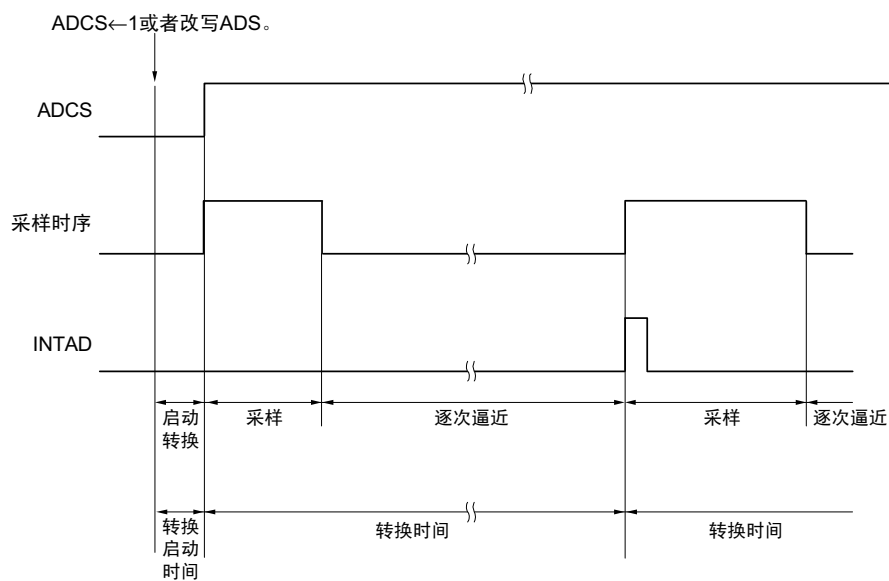 ADCS←1或者改写ADS。
ADCS
采样时序
INTAD
启动
转换
采样
逐次逼近
采样
逐次逼近
转换
启动
时间
转换时间
转换时间